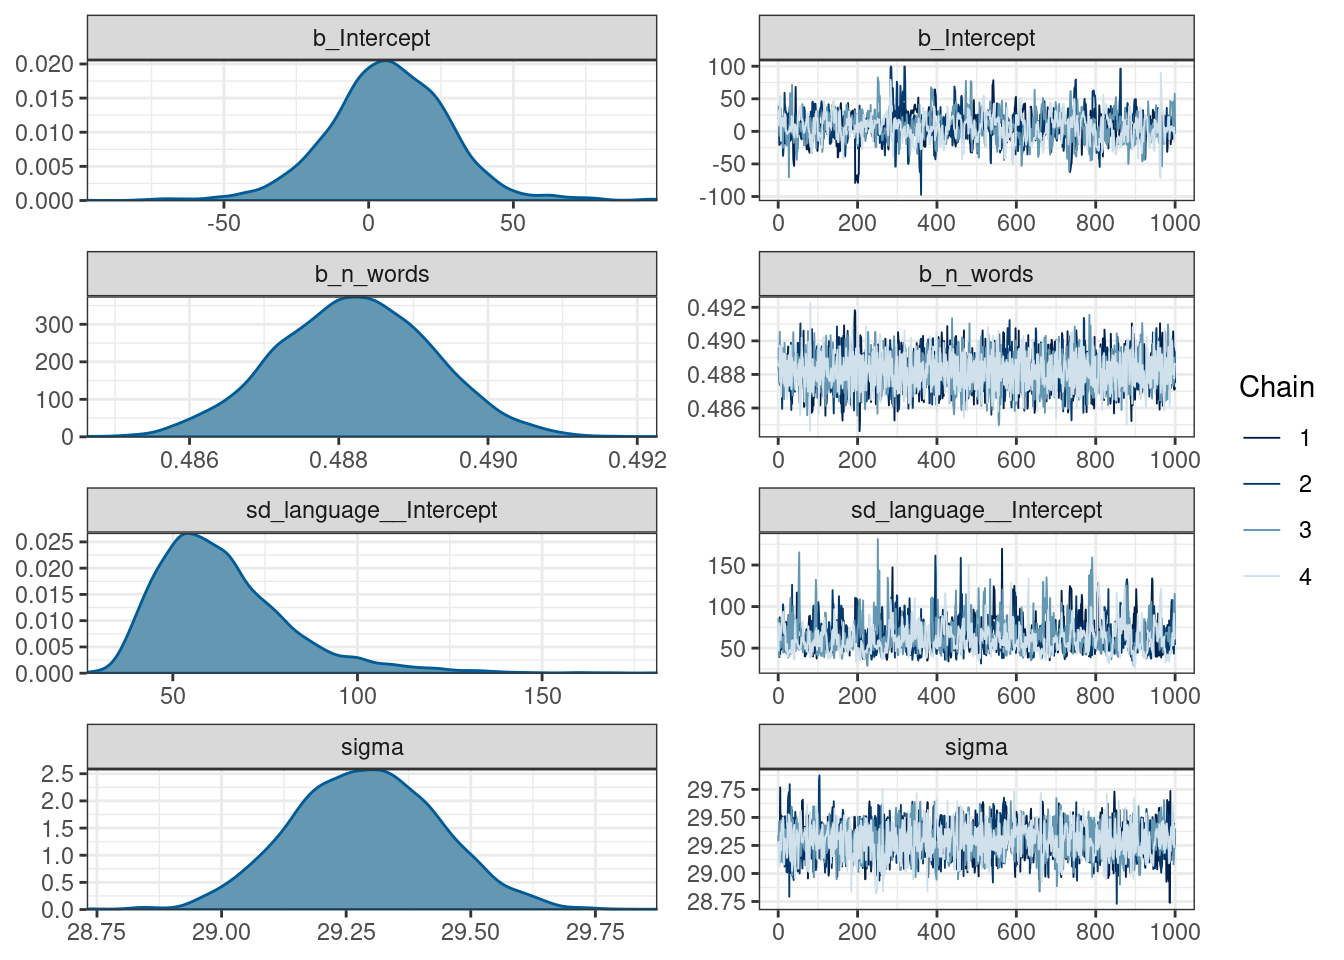 b_Intercept
0.020
0.015
0.010
0.005
0.000
-50 0 50
b_Intercept
100
50
0
-50
-100
0 200 400 600 800 1000
b_n_words
300
200
100
0
0.486 0.488 0.490 0.492
b_n_words
0.492
0.490
0.488
0.486
0 200 400 600 800 1000
sd_language__Intercept
0.025
0.020
0.015
0.010
0.005
0.000
50 100 150
sd_language__Intercept
150
100
50
0 200 400 600 800 1000
sigma
2.5
2.0
1.5
1.0
0.5
0.0
28.75 29.00 29.25 29.50 29.75
sigma
29.75
29.50
29.25
29.00
28.75
0 200 400 600 800 1000
Chain
1
2
3
4